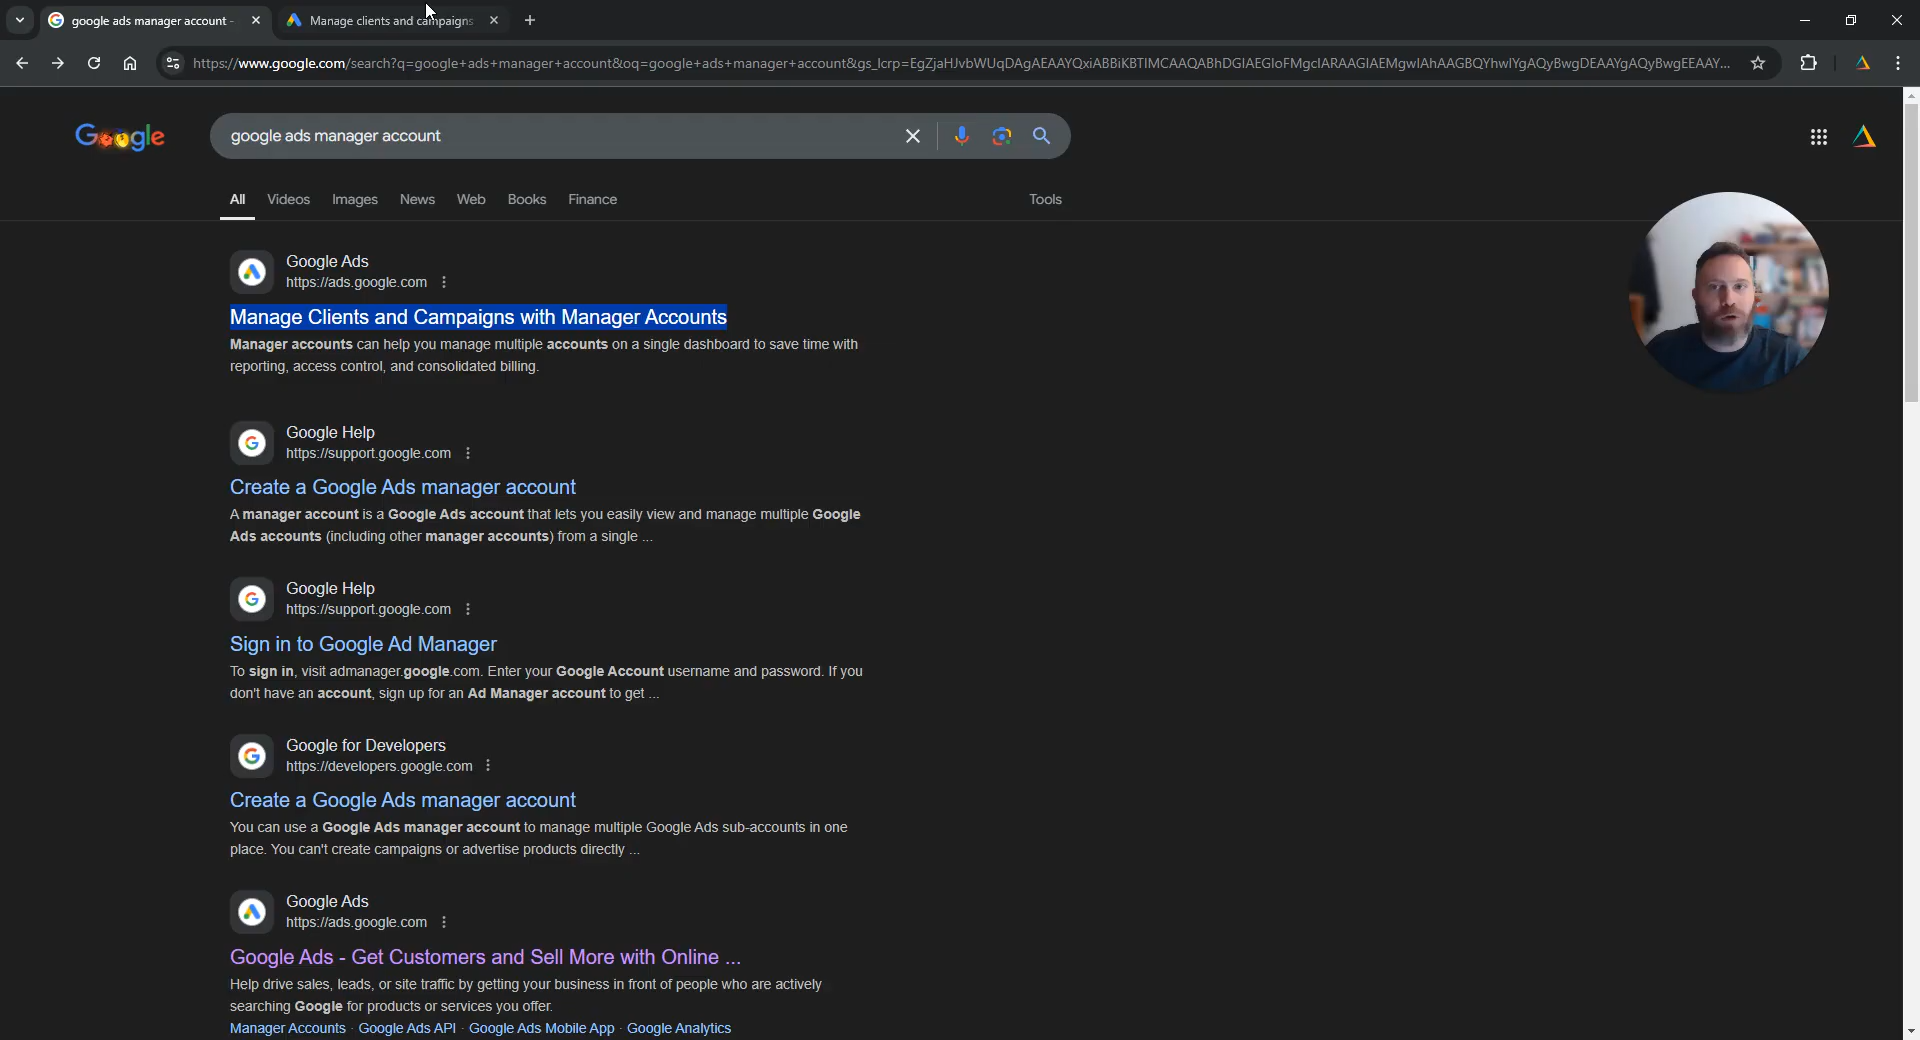 google ads manager account -
Manage clients and campaigns
https://www.google.com/search?q=google+ads+manager+account&oq=google+ads+manager+account&gs_lcrp=EgZjaHJvbWUqDAgAEAAYQxiABBiKBTIMCAAQABhDGIAEGIoFMgcIARAAGIAEMgwIAhAAGBQYhwIYgAQyBwgDEAAYgAQyBwgEEAAY...
Google
google ads manager account
All Videos Images News Web Books Finance Tools
Google Ads
https://ads.google.com
Manage Clients and Campaigns with Manager Accounts
Manager accounts can help you manage multiple accounts on a single dashboard to save time with
reporting, access control, and consolidated billing.
Google Help
https://support.google.com
Create a Google Ads manager account
A manager account is a Google Ads account that lets you easily view and manage multiple Google
Ads accounts (including other manager accounts) from a single ...
Google Help
https://support.google.com
Sign in to Google Ad Manager
To sign in, visit admanager.google.com. Enter your Google Account username and password. If you
don't have an account, sign up for an Ad Manager account to get ...
Google for Developers
https://developers.google.com
Create a Google Ads manager account
You can use a Google Ads manager account to manage multiple Google Ads sub-accounts in one
place. You can't create campaigns or advertise products directly ...
Google Ads
https://ads.google.com
Google Ads - Get Customers and Sell More with Online ...
Help drive sales, leads, or site traffic by getting your business in front of people who are actively
searching Google for products or services you offer.
Manager Accounts · Google Ads API · Google Ads Mobile App · Google Analytics